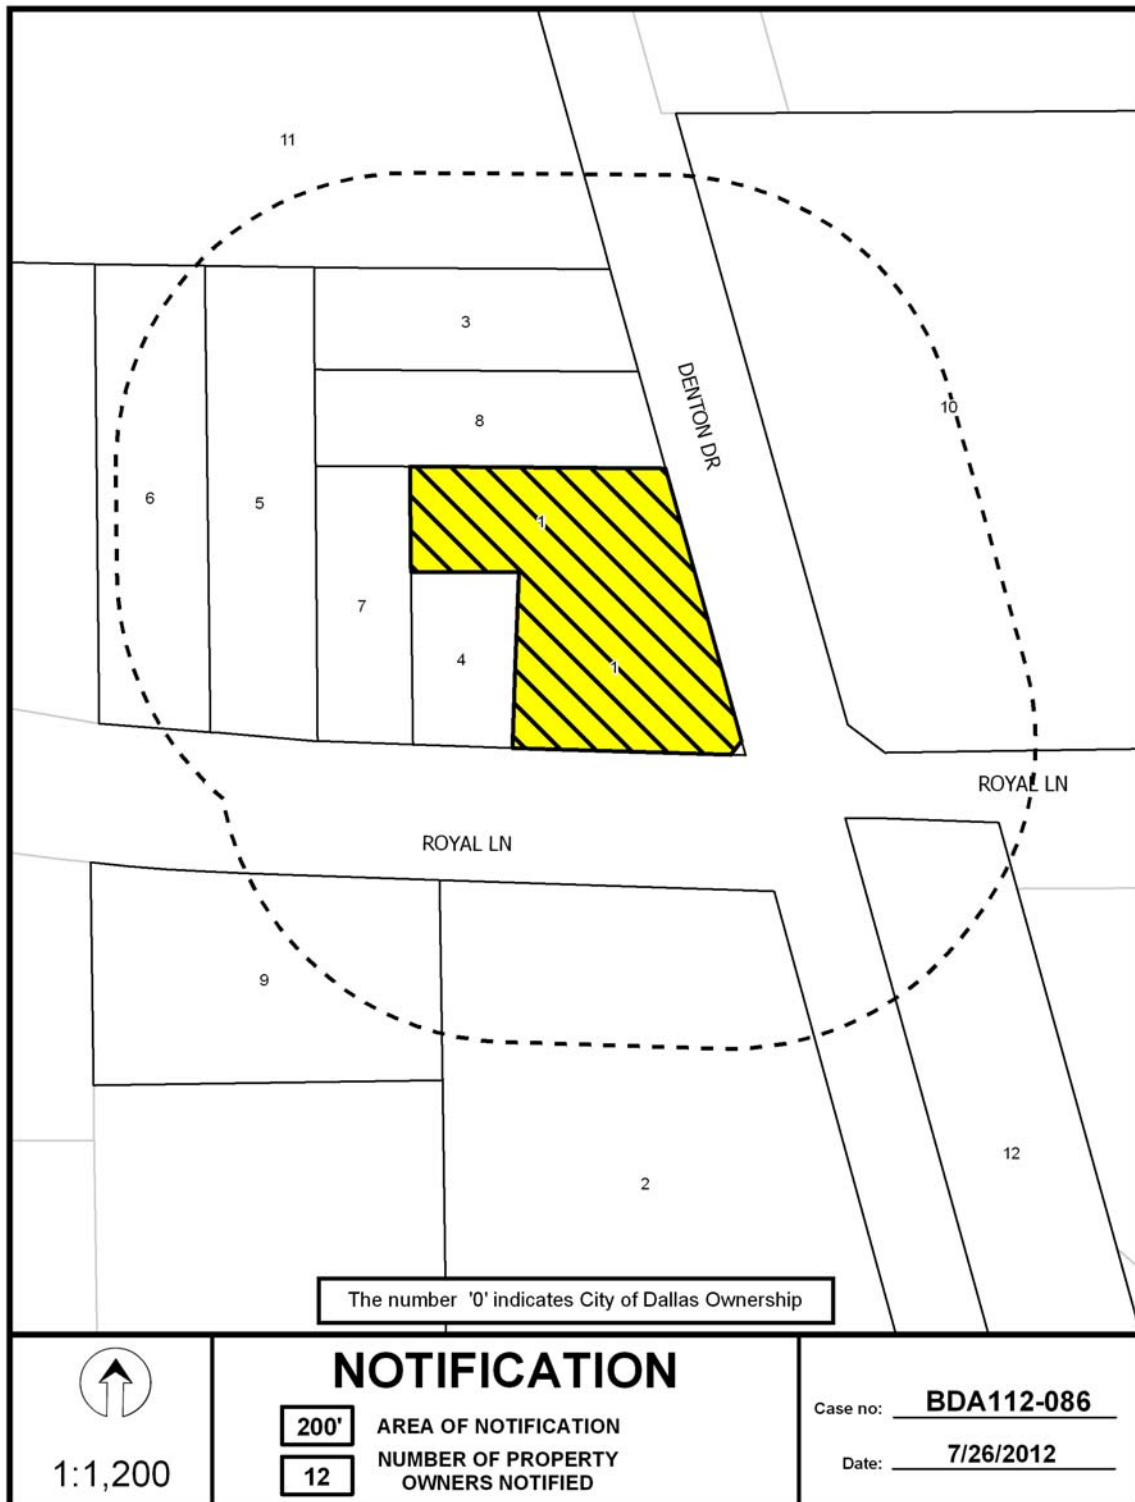 11
3
DENTON DR
10
8
6
5
1
7
4
1
ROYAL LN
ROYAL LN
9
12
2
The number '0' indicates City of Dallas Ownership
1:1,200
NOTIFICATION
200' AREA OF NOTIFICATION
12 NUMBER OF PROPERTY
OWNERS NOTIFIED
Case no: BDA112-086
Date: 7/26/2012